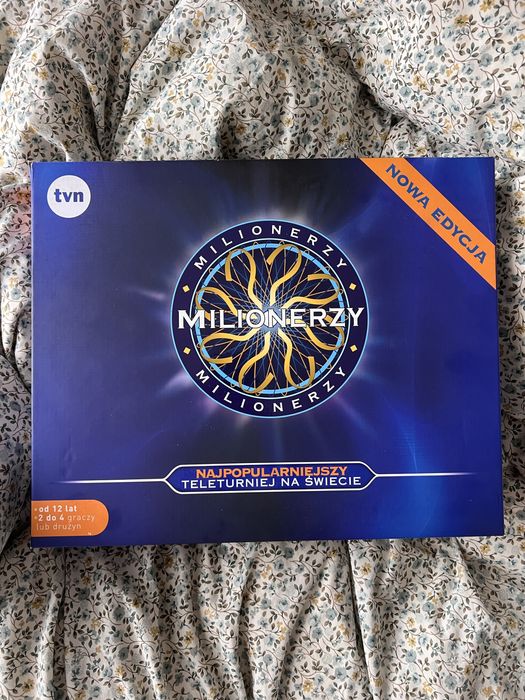 tvn
NOWA EDYCJA
MILIONERZY
MILIONERZY
MILIONERZY
NAJPOPULARNIEJSZY
TELETURNIEJ NA ŚWIECIE
• od 12 lat
• 2 do 4 graczy
lub drużyn